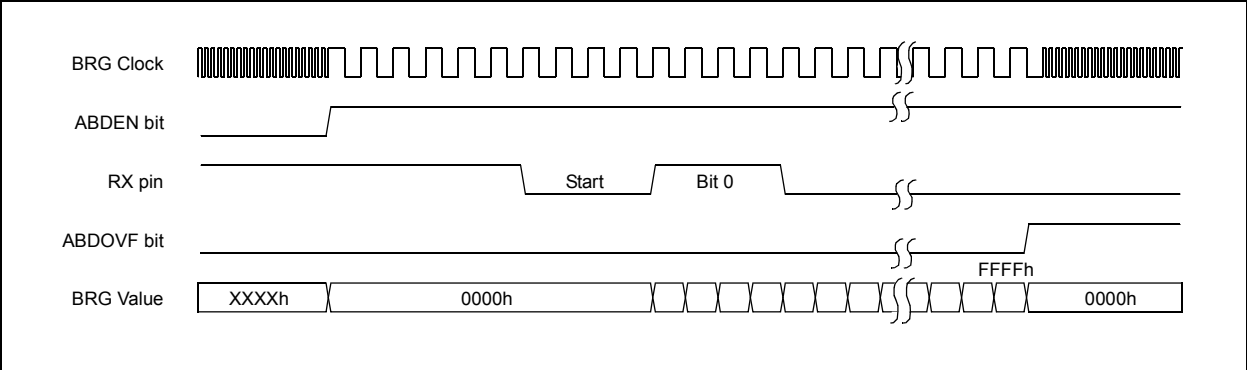 BRG Clock
ABDEN bit
RX pin
Start
Bit 0
ABDOVF bit
FFFFh
BRG Value
XXXXh
0000h
0000h